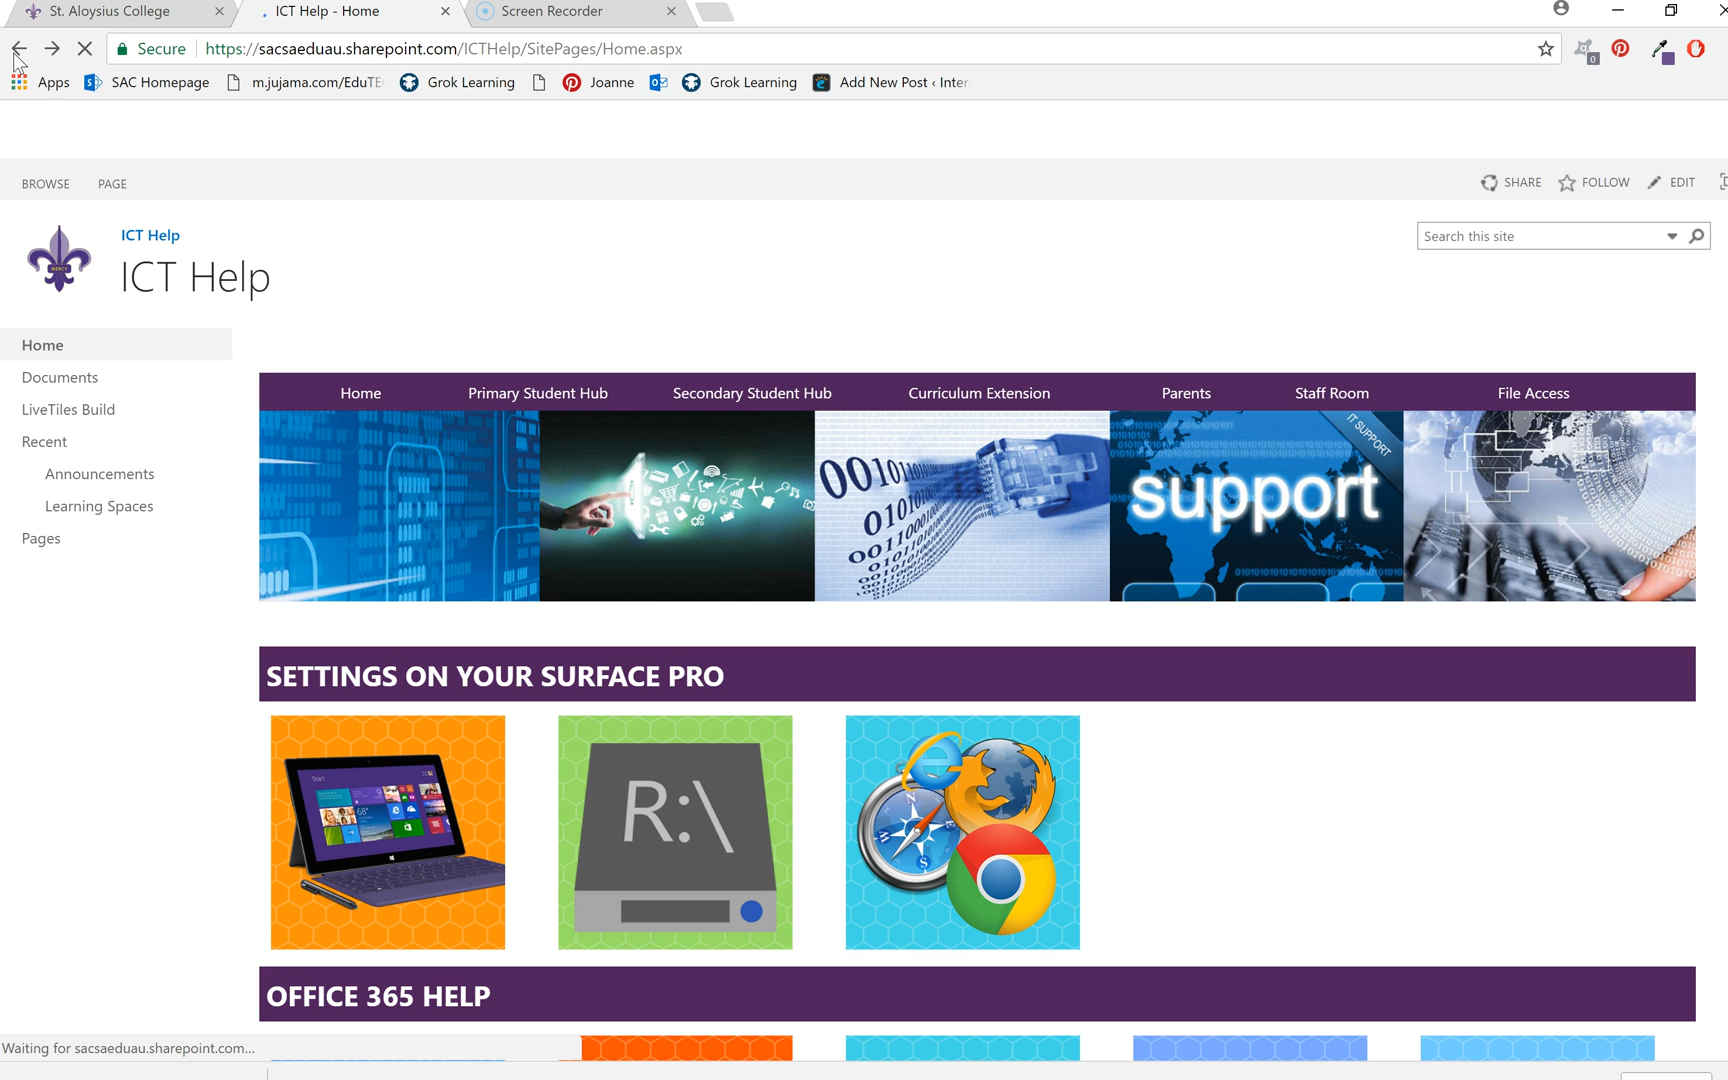 St. Aloysius College
ICT Help - Home
Screen Recorder
Secure
https://sacsaeduau.sharepoint.com/ICTHelp/SitePages/Home.aspx
0
Apps
SAC Homepage
m.jujama.com/EduTE
Grok Learning
Joanne
Grok Learning
Add New Post ‹ Inter
BROWSE
PAGE
SHARE
FOLLOW
EDIT
MERCY
ICT Help
ICT Help
Search this site
Home
Documents
LiveTiles Build
Recent
Announcements
Learning Spaces
Pages
Home
Primary Student Hub
Secondary Student Hub
Curriculum Extension
Parents
Staff Room
File Access
IT SUPPORT
support
SETTINGS ON YOUR SURFACE PRO
Start
R:\
OFFICE 365 HELP
Waiting for sacsaeduau.sharepoint.com...